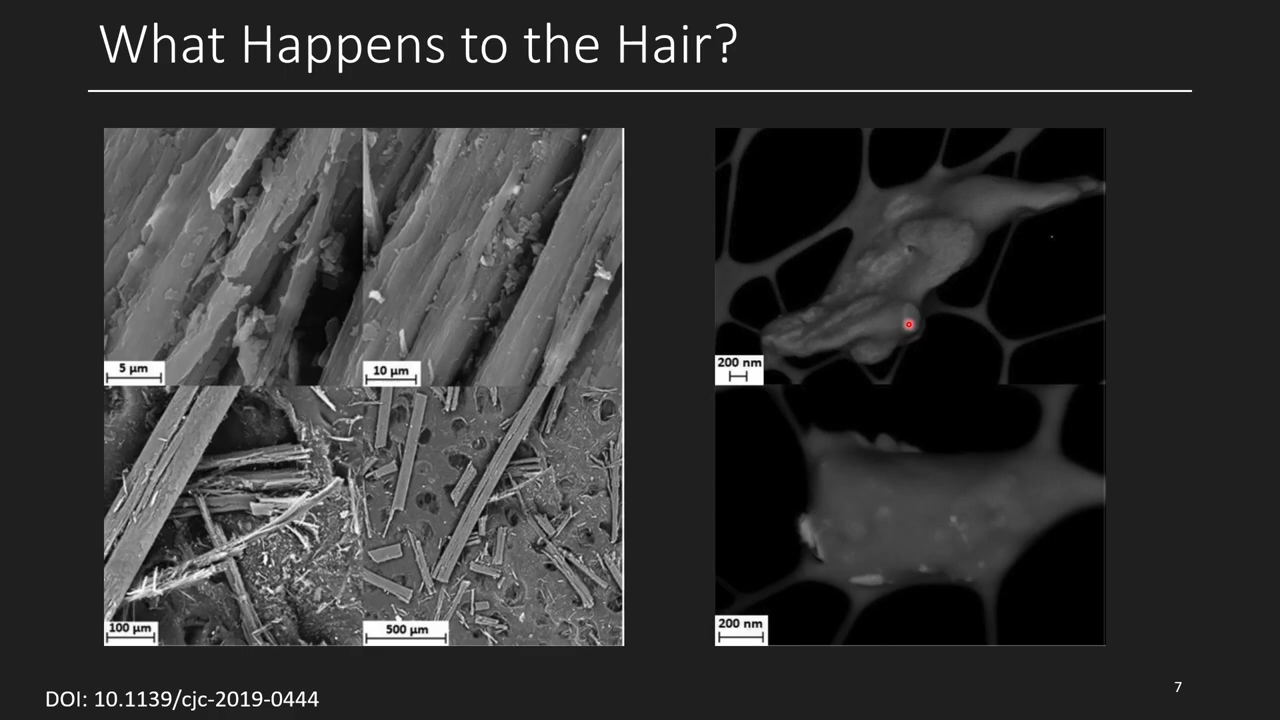 What Happens to the Hair?
5 µm
10 µm
200 nm
100 µm
500 µm
200 nm
DOI: 10.1139/cjc-2019-0444
7